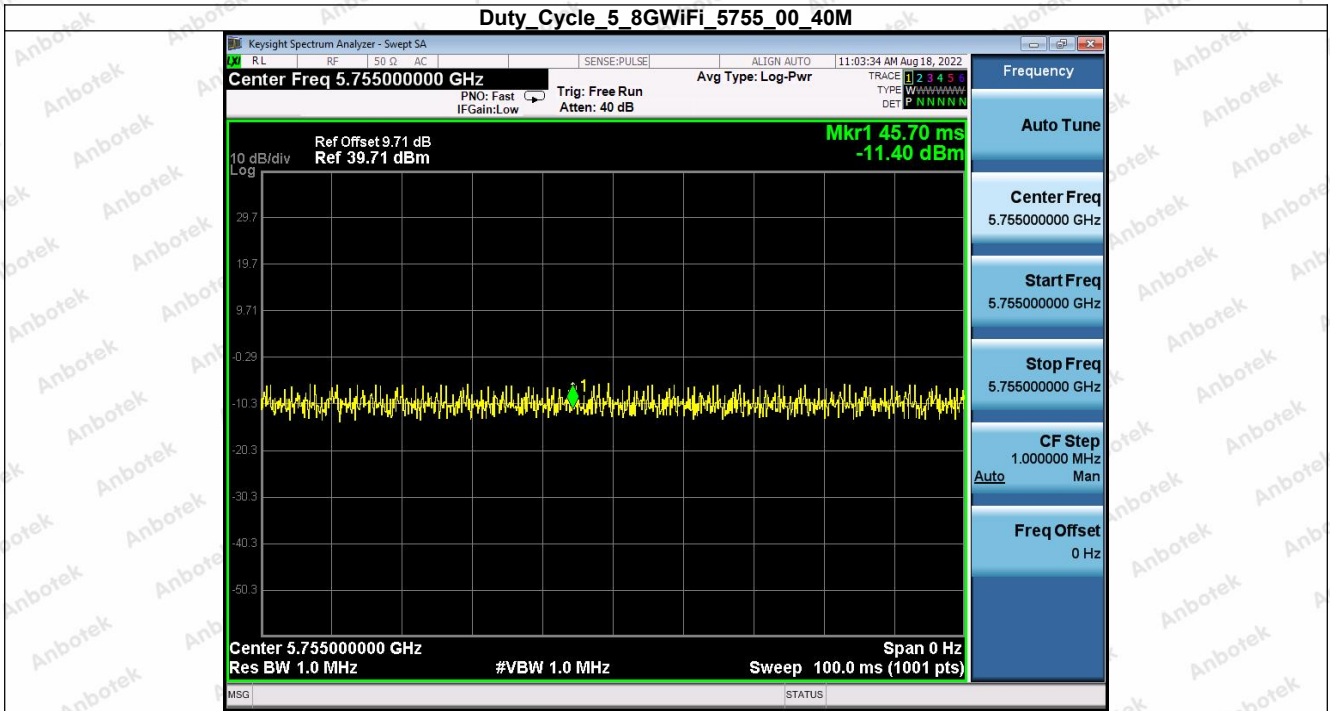 Duty_Cycle_5_8GWiFi_5755_00_40M
Keysight Spectrum Analyzer - Swept SA
LXI RL RF 50 Ω AC SENSE:PULSE ALIGN AUTO 11:03:34 AM Aug 18, 2022
Center Freq 5.755000000 GHz
PNO: Fast
IFGain:Low
Trig: Free Run
Atten: 40 dB
Avg Type: Log-Pwr
TRACE 1 2 3 4 5 6
TYPE WWWWWW
DET P N N N N N
Mkr1 45.70 ms
-11.40 dBm
Ref Offset 9.71 dB
10 dB/div Ref 39.71 dBm
Log
29.7
19.7
9.71
-0.29
1
-10.3
-20.3
-30.3
-40.3
-50.3
Center 5.755000000 GHz Span 0 Hz
Res BW 1.0 MHz #VBW 1.0 MHz Sweep 100.0 ms (1001 pts)
MSG STATUS
Frequency
Auto Tune
Center Freq
5.755000000 GHz
Start Freq
5.755000000 GHz
Stop Freq
5.755000000 GHz
CF Step
1.000000 MHz
Auto Man
Freq Offset
0 Hz
Anbotek